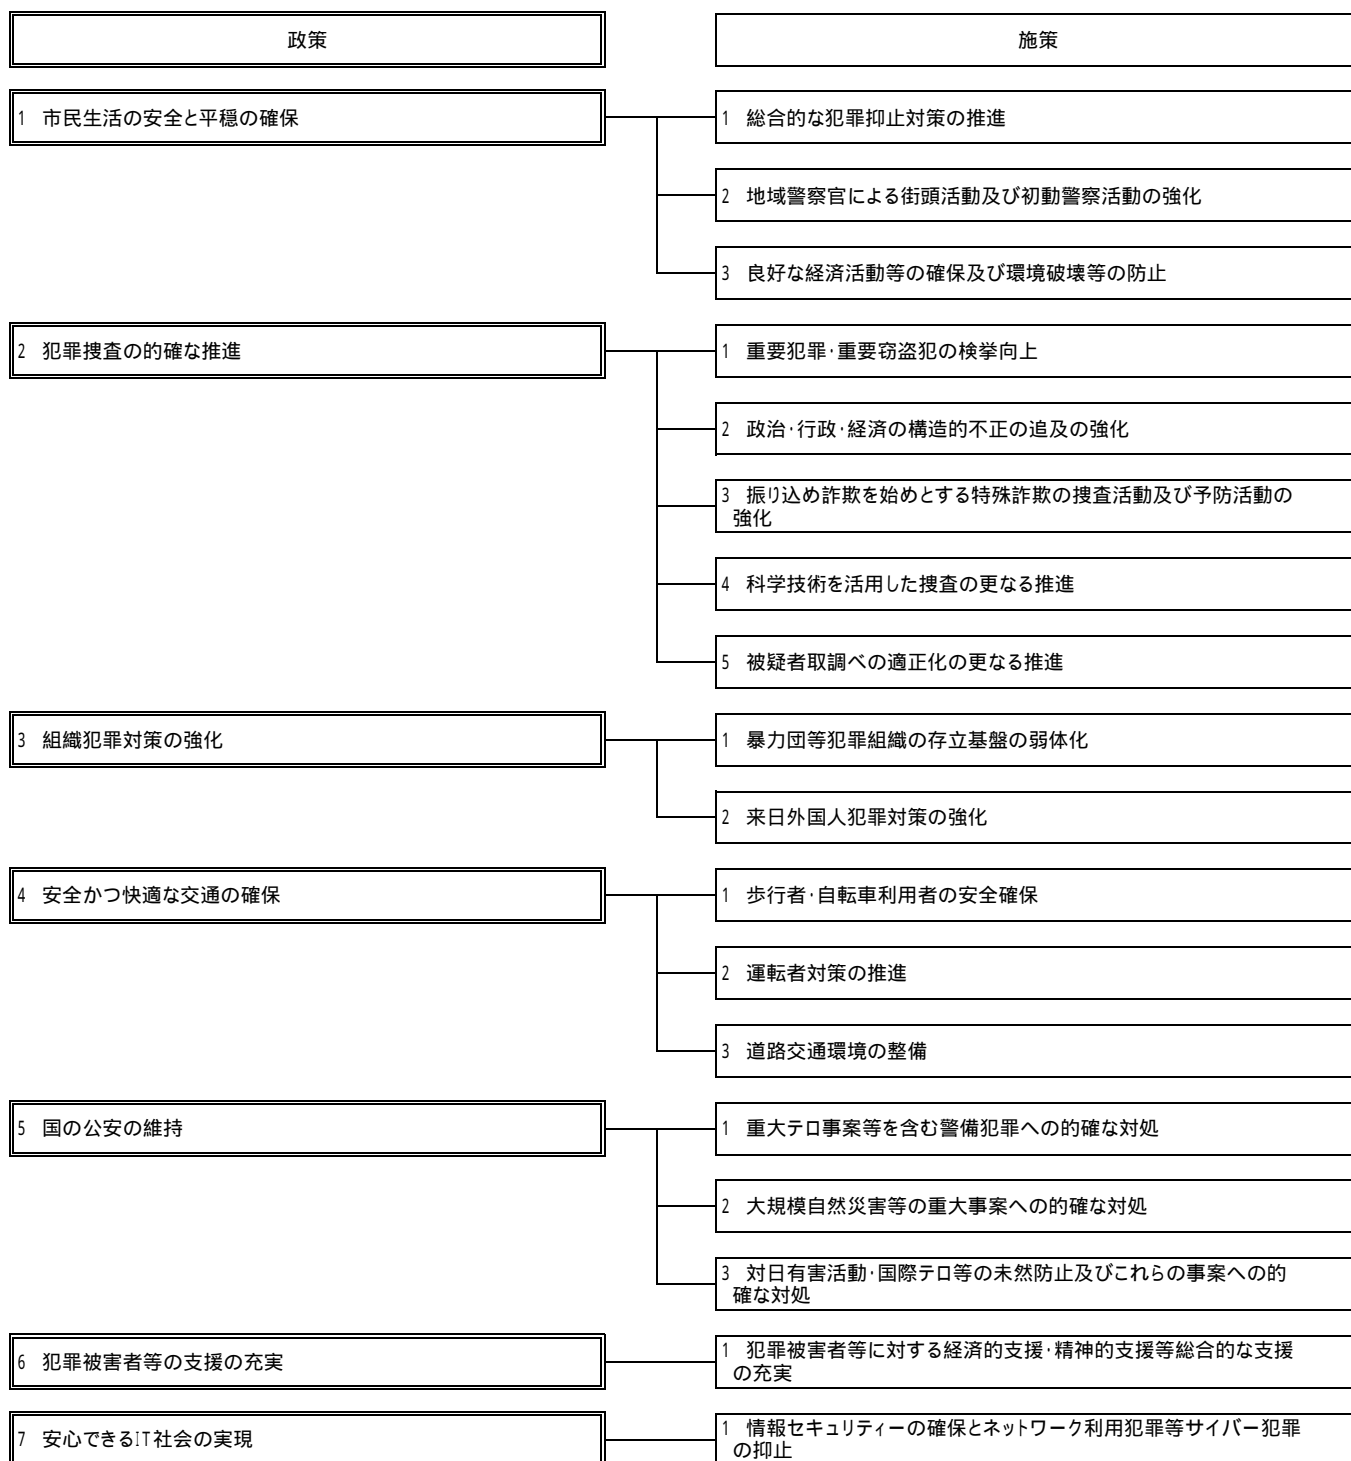 政策
施策
1 市民生活の安全と平穏の確保
1 総合的な犯罪抑止対策の推進
2 地域警察官による街頭活動及び初動警察活動の強化
3 良好な経済活動等の確保及び環境破壊等の防止
2 犯罪捜査の的確な推進
1 重要犯罪・重要窃盗犯の検挙向上
2 政治・行政・経済の構造的不正の追及の強化
3 振り込め詐欺を始めとする特殊詐欺の捜査活動及び予防活動の
強化
4 科学技術を活用した捜査の更なる推進
5 被疑者取調べの適正化の更なる推進
3 組織犯罪対策の強化
1 暴力団等犯罪組織の存立基盤の弱体化
2 来日外国人犯罪対策の強化
4 安全かつ快適な交通の確保
1 歩行者・自転車利用者の安全確保
2 運転者対策の推進
3 道路交通環境の整備
5 国の公安の維持
1 重大テロ事案等を含む警備犯罪への的確な対処
2 大規模自然災害等の重大事案への的確な対処
3 対日有害活動・国際テロ等の未然防止及びこれらの事案への的
確な対処
6 犯罪被害者等の支援の充実
1 犯罪被害者等に対する経済的支援・精神的支援等総合的な支援
の充実
7 安心できるIT社会の実現
1 情報セキュリティーの確保とネットワーク利用犯罪等サイバー犯罪
の抑止